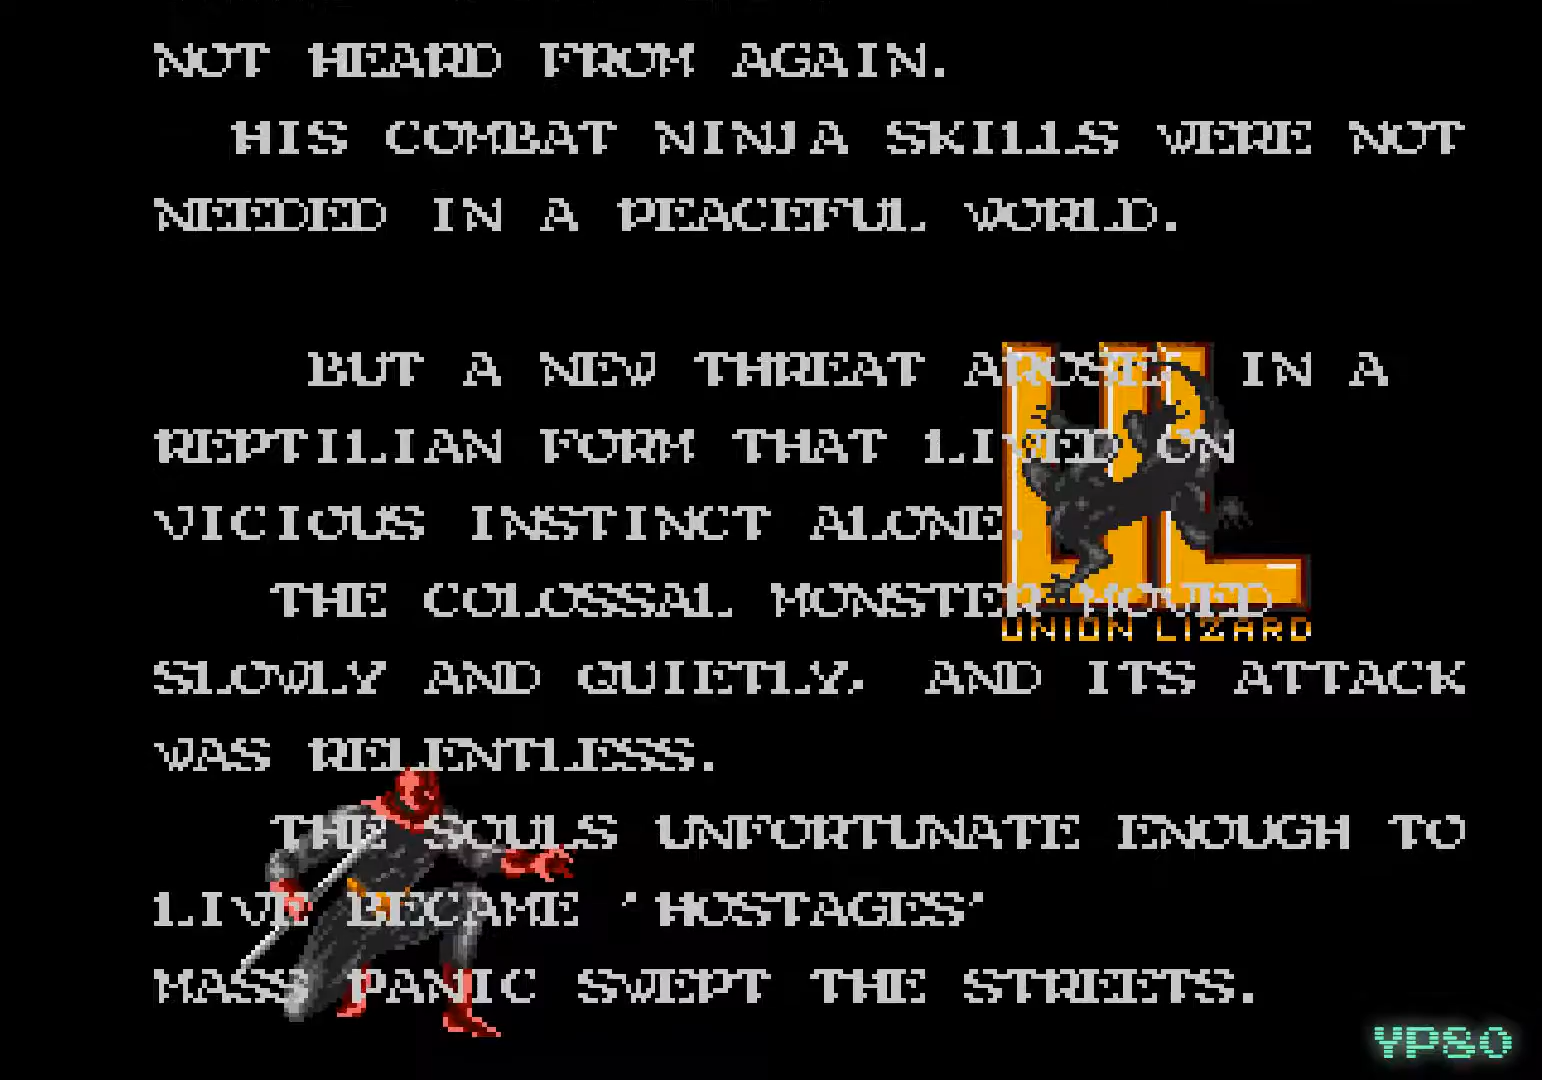 NOT HEARD FROM AGAIN.
HIS COMBAT NINJA SKILLS WERE NOT
NEEDED IN A PEACEFUL WORLD.
BUT A NEW THREAT AROSE, IN A
REPTILIAN FORM THAT LIVED ON
VICIOUS INSTINCT ALONE.
THE COLOSSAL MONSTER MOVED
UNION LIZARD
SLOWLY AND QUIETLY. AND ITS ATTACK
WAS RELENTLESS.
THE SOULS UNFORTUNATE ENOUGH TO
LIVE BECAME 'HOSTAGES'
MASS PANIC SWEPT THE STREETS.
YP80